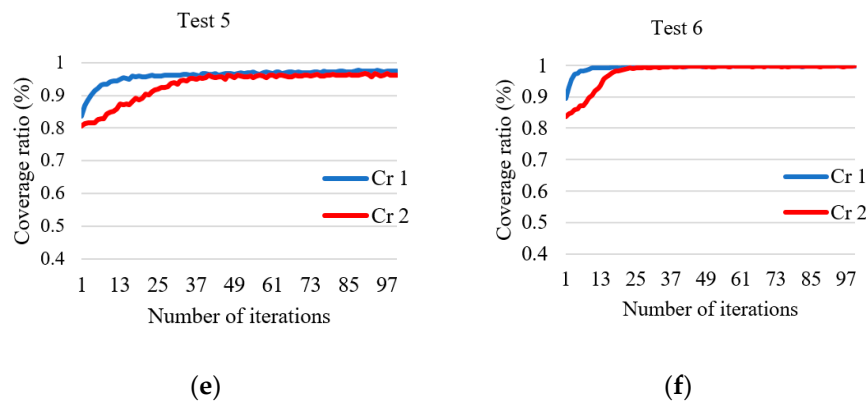 Test 5
Coverage ratio (%)
1
0.9
0.8
0.7
0.6
0.5
0.4
Cr 1
Cr 2
1 13 25 37 49 61 73 85 97
Number of iterations
(e)
Test 6
Coverage ratio (%)
1
0.9
0.8
0.7
0.6
0.5
0.4
Cr 1
Cr 2
1 13 25 37 49 61 73 85 97
Number of iterations
(f)